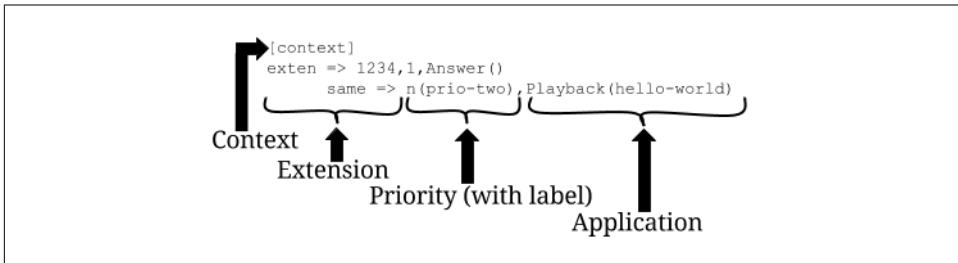 [context]
exten => 1234,1,Answer()
same => n(prio-two),Playback(hello-world)
Context
Extension
Priority (with label)
Application